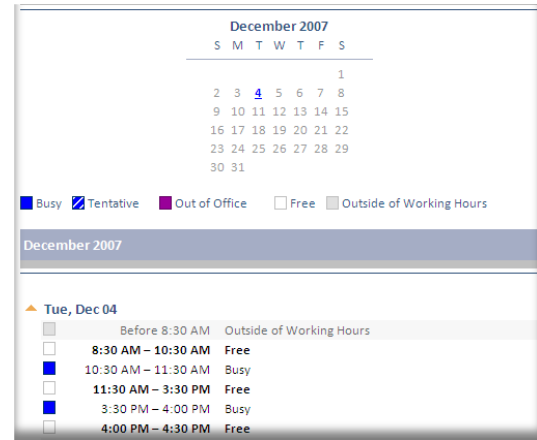 December 2007
S M T W T F S
1
2 3 4 5 6 7 8
9 10 11 12 13 14 15
16 17 18 19 20 21 22
23 24 25 26 27 28 29
30 31
Busy Tentative Out of Office Free Outside of Working Hours
December 2007
Tue, Dec 04
Before 8:30 AM Outside of Working Hours
8:30 AM – 10:30 AM Free
10:30 AM – 11:30 AM Busy
11:30 AM – 3:30 PM Free
3:30 PM – 4:00 PM Busy
4:00 PM – 4:30 PM Free